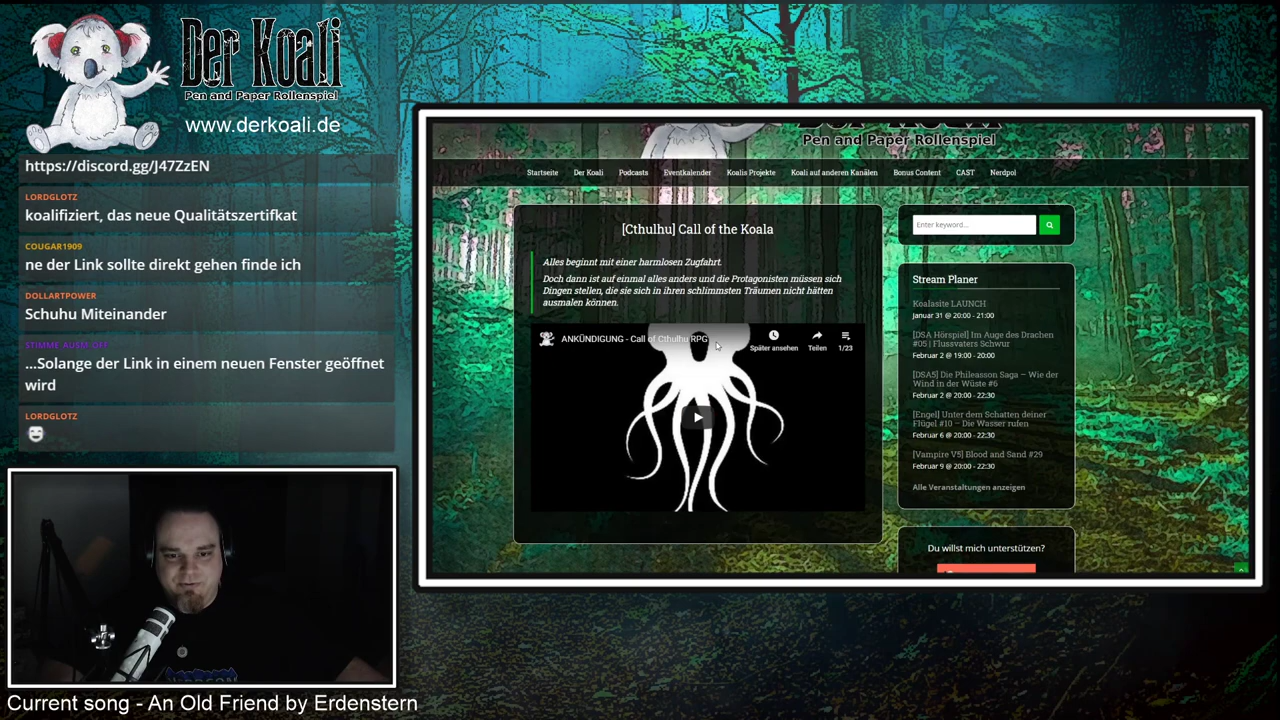 Der Koali
Pen and Paper Rollenspiel
www.derkoali.de
https://discord.gg/J47ZzEN
LORDGLOTZ
koalifiziert, das neue Qualitätszertifkat
COUGAR1909
ne der Link sollte direkt gehen finde ich
DOLLARTPOWER
Schuhu Miteinander
STIMME_AUSM_OFF
...Solange der Link in einem neuen Fenster geöffnet
wird
LORDGLOTZ
Current song - An Old Friend by Erdenstern
Pen and Paper Rollenspiel
Startseite
Der Koali
Podcasts
Eventkalender
Koalis Projekte
Koali auf anderen Kanälen
Bonus Content
CAST
Nerdpol
[Cthulhu] Call of the Koala
Alles beginnt mit einer harmlosen Zugfahrt.
Doch dann ist auf einmal alles anders und die Protagonisten müssen sich
Dingen stellen, die sie sich in ihren schlimmsten Träumen nicht hätten
ausmalen können.
ANKÜNDIGUNG - Call of Cthulhu RPG
Später ansehen
Teilen
1/23
Enter keyword...
Stream Planer
Koalasite LAUNCH
Januar 31 @ 20:00 - 21:00
[DSA Hörspiel] Im Auge des Drachen
#05 | Flussvaters Schwur
Februar 2 @ 19:00 - 20:00
[DSA5] Die Phileasson Saga – Wie der
Wind in der Wüste #6
Februar 2 @ 20:00 - 22:30
[Engel] Unter dem Schatten deiner
Flügel #10 – Die Wasser rufen
Februar 6 @ 20:00 - 22:30
[Vampire V5] Blood and Sand #29
Februar 9 @ 20:00 - 22:30
Alle Veranstaltungen anzeigen
Du willst mich unterstützen?